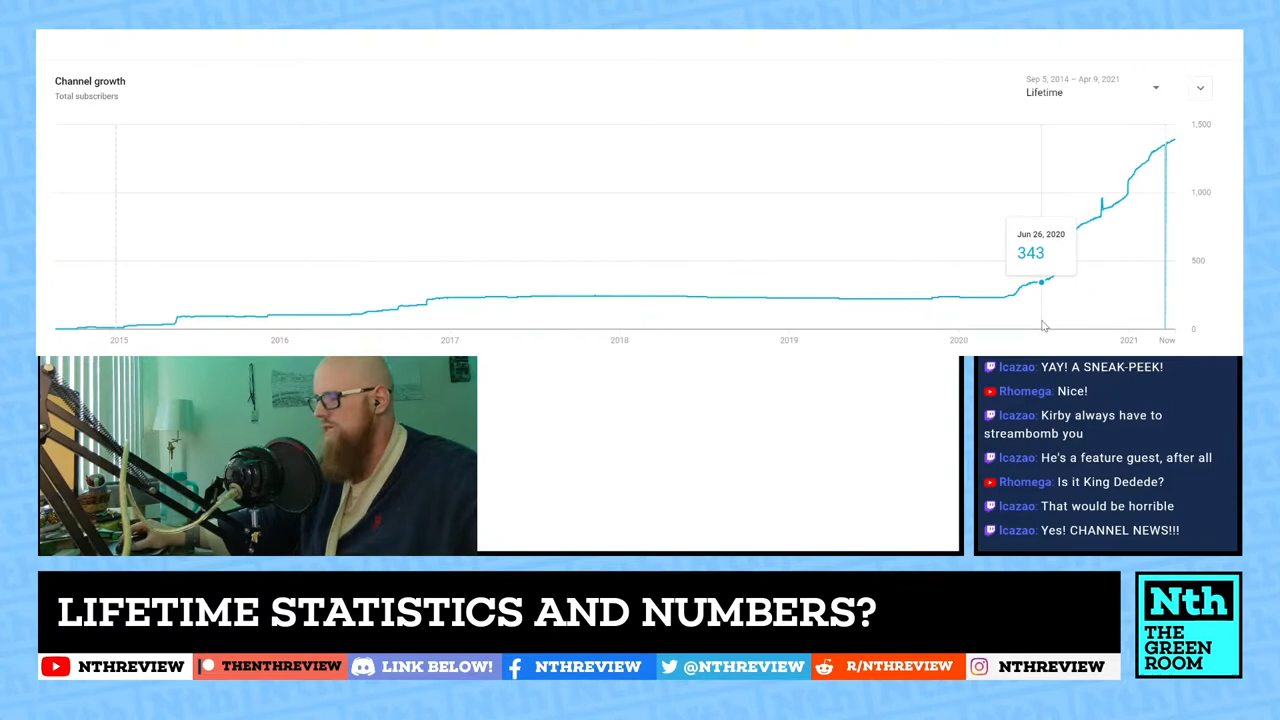 Channel growth
Total subscribers
Sep 5, 2014 – Apr 9, 2021
Lifetime
1,500
1,000
500
0
Jun 26, 2020
343
2015
2016
2017
2018
2019
2020
2021
Now
Icazao: YAY! A SNEAK-PEEK!
Rhomega: Nice!
Icazao: Kirby always have to
streambomb you
Icazao: He's a feature guest, after all
Rhomega: Is it King Dedede?
Icazao: That would be horrible
Icazao: Yes! CHANNEL NEWS!!!
LIFETIME STATISTICS AND NUMBERS?
Nth
THE
GREEN
ROOM
NTHREVIEW
THENTHREVIEW
LINK BELOW!
NTHREVIEW
@NTHREVIEW
R/NTHREVIEW
NTHREVIEW